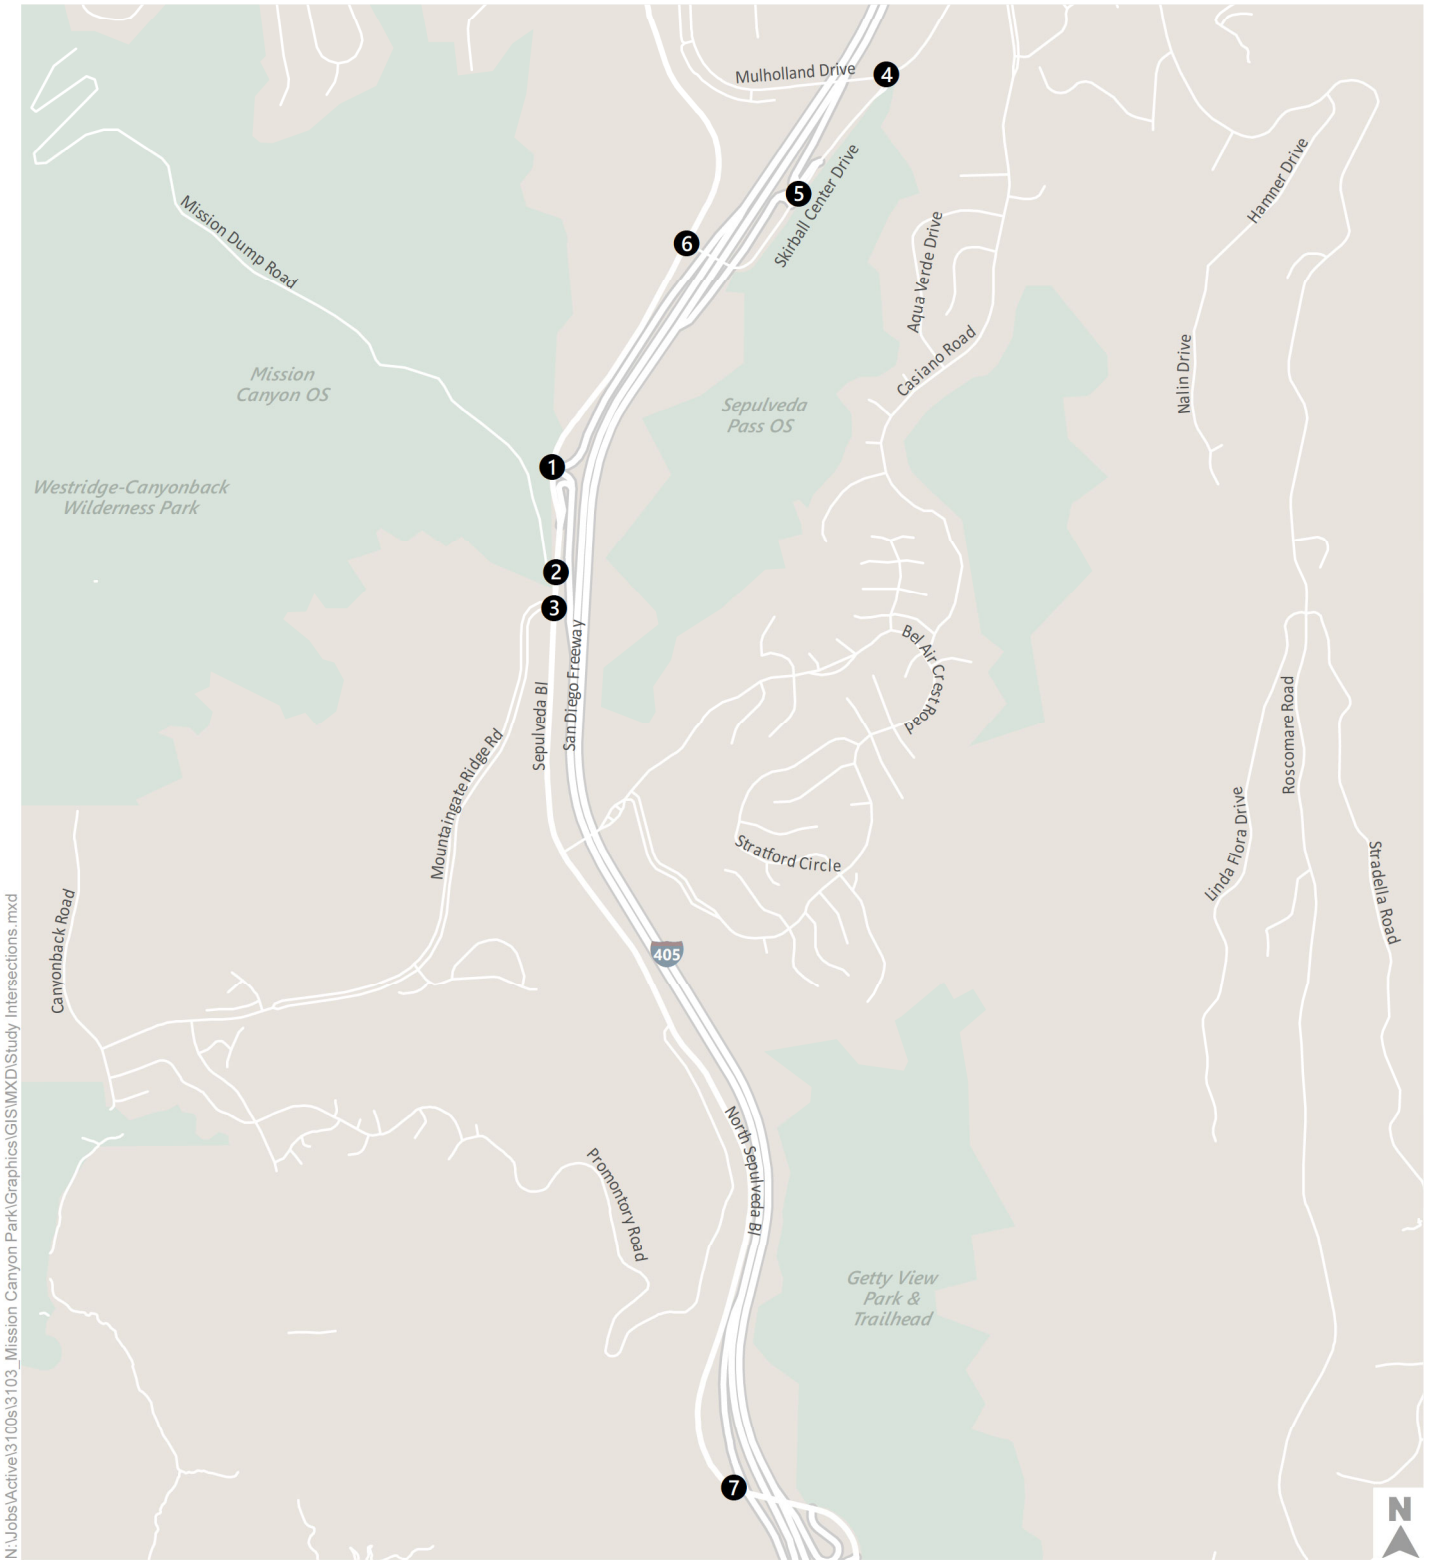 Mulholland Drive
4
Hamner Drive
Skirball Center Drive
5
Mission Dump Road
6
Aqua Verde Drive
Casiano Road
Nalin Drive
Mission
Canyon OS
Sepulveda
Pass OS
1
Westridge-Canyonback
Wilderness Park
2
3
San Diego Freeway
Sepulveda Bl
Bel Air Crest Road
Roscomare Road
Mountaingate Ridge Rd
Linda Flora Drive
Stratford Circle
Stradella Road
Canyonback Road
405
North Sepulveda Bl
Promontory Road
Getty View
Park &
Trailhead
7
N
N:\Jobs\Active\3100s\3103_Mission Canyon Park\Graphics\GIS\MXD\Study Intersections.mxd